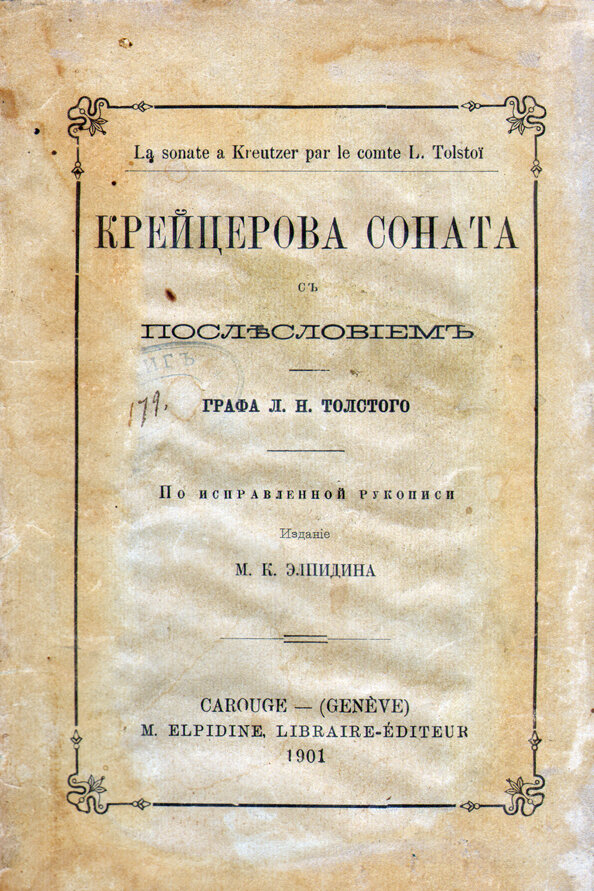 La sonate a Kreutzer par le comte L. Tolstoï
КРЕЙЦЕРОВА СОНАТА
съ
ПОСЛѢСЛОВІЕМЪ
ГРАФА Л. Н. ТОЛСТОГО
179.
По исправленной рукописи
Изданіе
М. К. ЭЛПИДИНА
CAROUGE — (GENÈVE)
M. ELPIDINE, LIBRAIRE-ÉDITEUR
1901